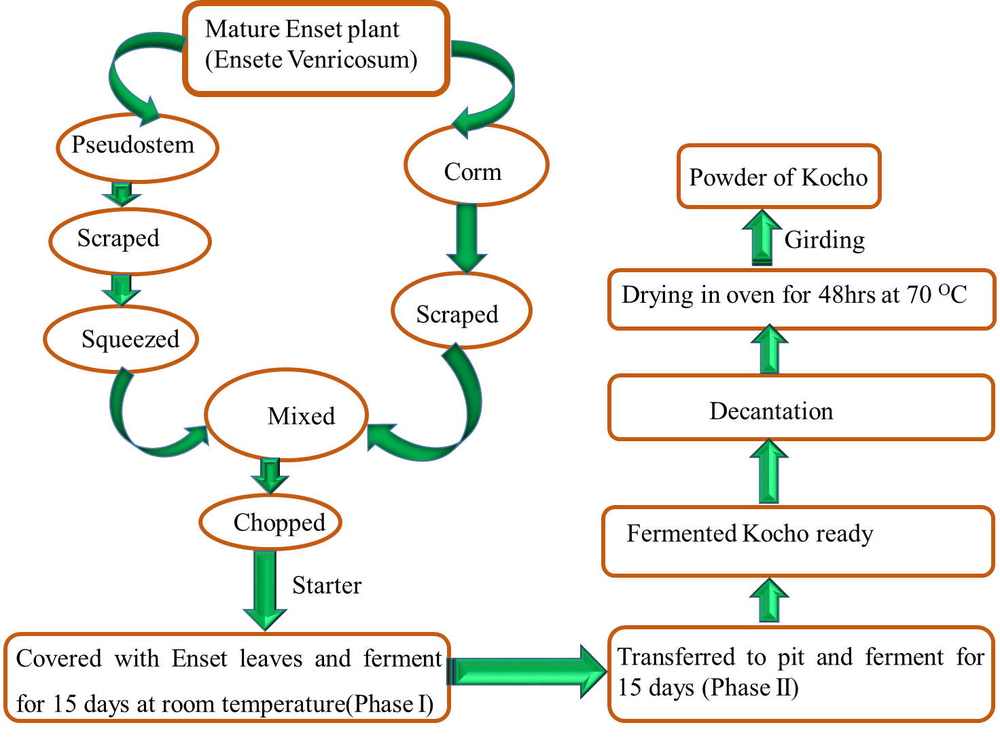 Mature Enset plant
(Ensete Venricosum)
Pseudostem
Scraped
Squeezed
Corm
Scraped
Mixed
Chopped
Starter
Covered with Enset leaves and ferment
for 15 days at room temperature(Phase I)
Transferred to pit and ferment for
15 days (Phase II)
Fermented Kocho ready
Decantation
Drying in oven for 48hrs at 70 ᴼC
Girding
Powder of Kocho